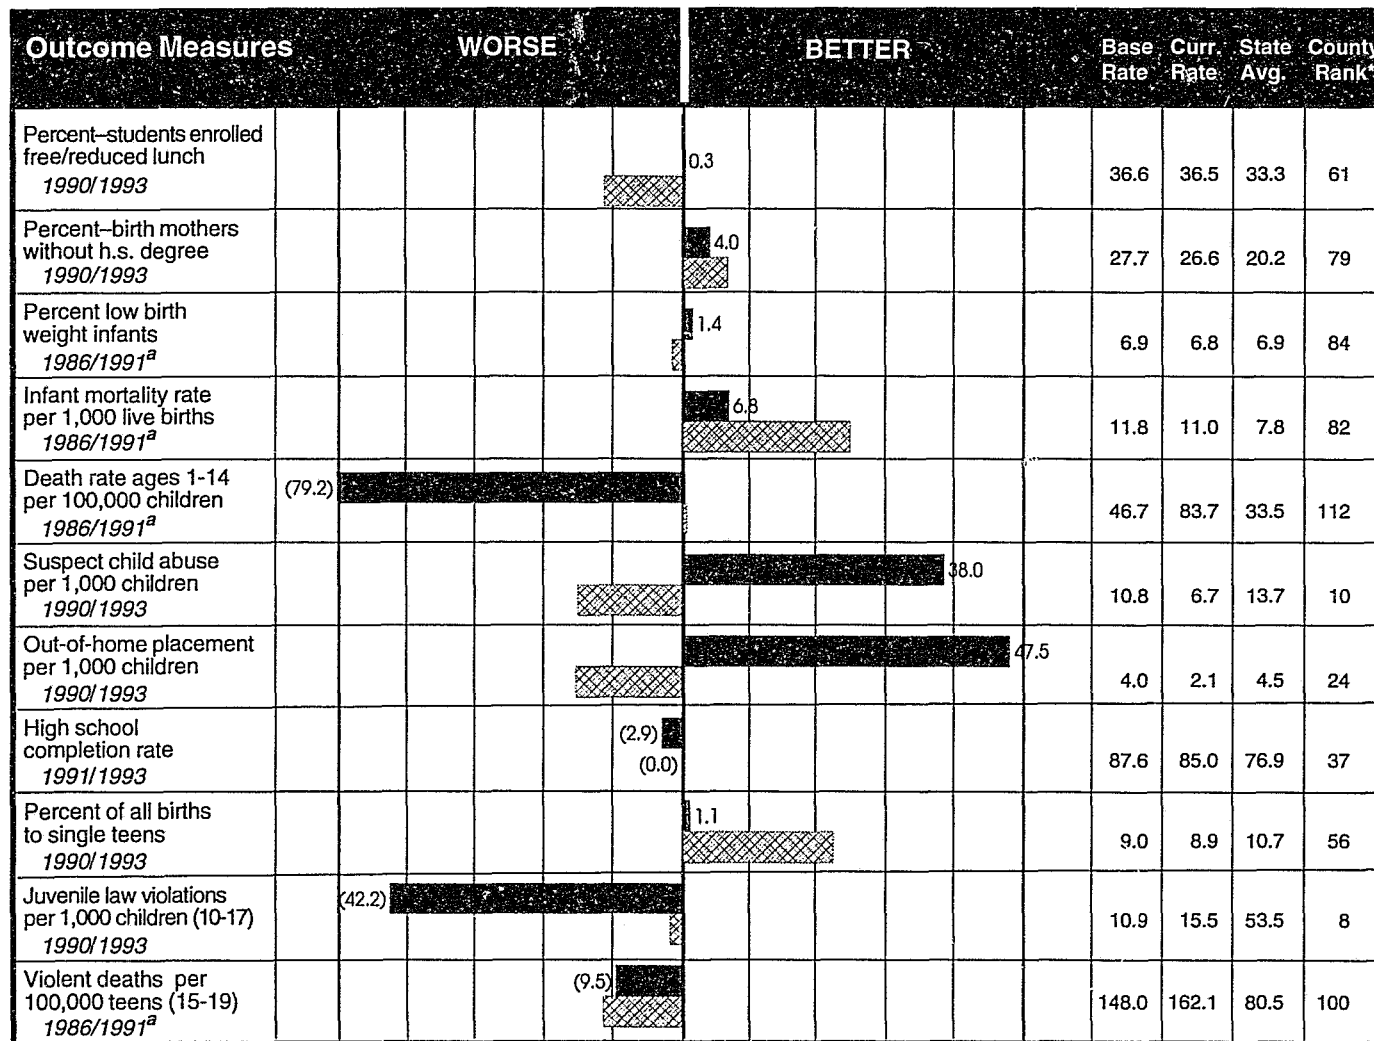 Outcome Measures WORSE BETTER Base Rate Curr. Rate State Avg. County Rank*
Percent–students enrolled
free/reduced lunch
1990/1993
0.3
36.6 36.5 33.3 61
Percent–birth mothers
without h.s. degree
1990/1993
4.0
27.7 26.6 20.2 79
Percent low birth
weight infants
1986/1991a
1.4
6.9 6.8 6.9 84
Infant mortality rate
per 1,000 live births
1986/1991a
6.8
11.8 11.0 7.8 82
Death rate ages 1-14
per 100,000 children
1986/1991a
(79.2)
46.7 83.7 33.5 112
Suspect child abuse
per 1,000 children
1990/1993
38.0
10.8 6.7 13.7 10
Out-of-home placement
per 1,000 children
1990/1993
47.5
4.0 2.1 4.5 24
High school
completion rate
1991/1993
(2.9)
(0.0)
87.6 85.0 76.9 37
Percent of all births
to single teens
1990/1993
1.1
9.0 8.9 10.7 56
Juvenile law violations
per 1,000 children (10-17)
1990/1993
(42.2)
10.9 15.5 53.5 8
Violent deaths per
100,000 teens (15-19)
1986/1991a
(9.5)
148.0 162.1 80.5 100